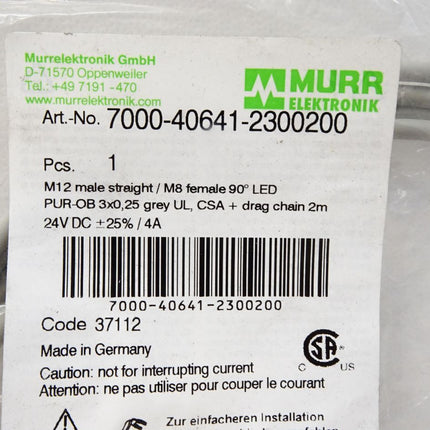 Murrelektronik GmbH
D-71570 Oppenweiler
Tel.: +49 7191 -470
www.murrelektronik.com
MURR
ELEKTRONIK
Art.-No. 7000-40641-2300200
Pcs. 1
M12 male straight / M8 female 90° LED
PUR-OB 3x0,25 grey UL, CSA + drag chain 2m
24V DC ±25% / 4A
7000-40641-2300200
Code 37112
Made in Germany
Caution: not for interrupting current
Attention: ne pas utiliser pour couper le courant
C SA US
Zur einfacheren Installation